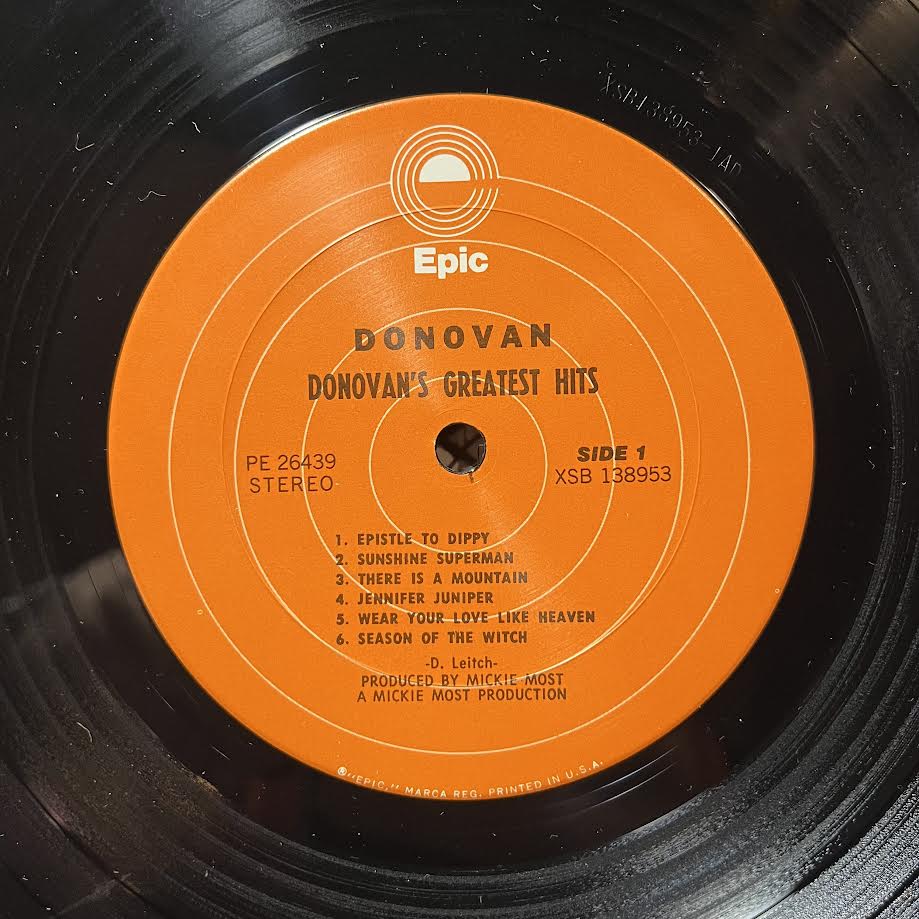 XSB138953-1A
Epic
DONOVAN
DONOVAN'S GREATEST HITS
PE 26439
STEREO
SIDE 1
XSB 138953
1. EPISTLE TO DIPPY
2. SUNSHINE SUPERMAN
3. THERE IS A MOUNTAIN
4. JENNIFER JUNIPER
5. WEAR YOUR LOVE LIKE HEAVEN
6. SEASON OF THE WITCH
-D. Leitch-
PRODUCED BY MICKIE MOST
A MICKIE MOST PRODUCTION
®"EPIC," MARCA REG. PRINTED IN U.S.A.